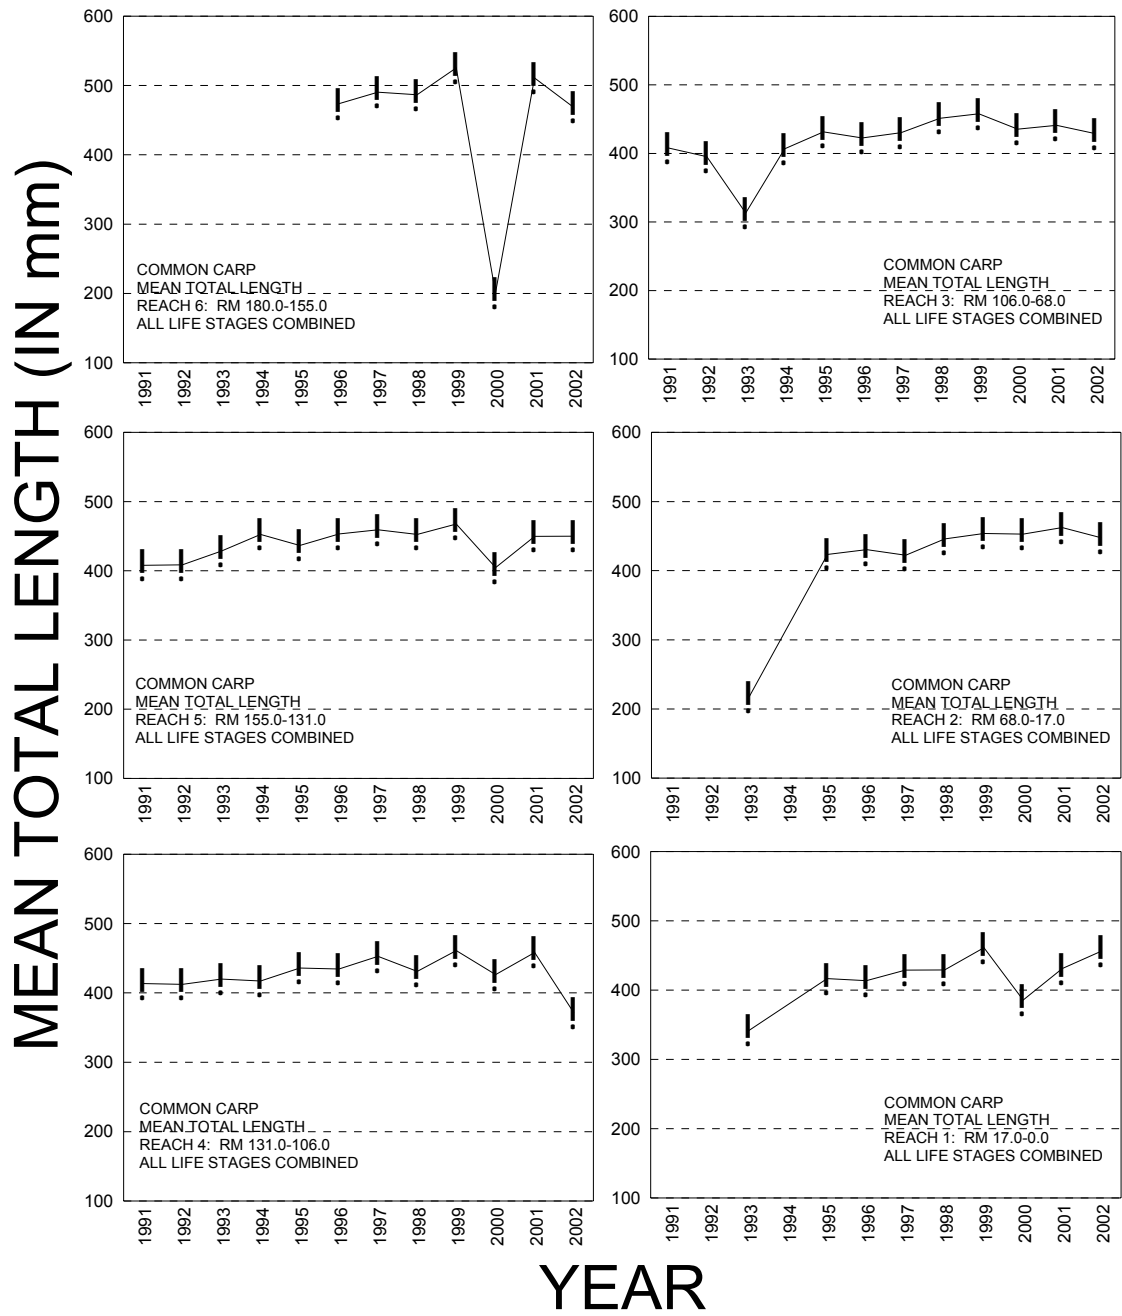 MEAN TOTAL LENGTH (IN mm)
600
500
400
300
200
100
COMMON CARP
MEAN TOTAL LENGTH
REACH 6: RM 180.0-155.0
ALL LIFE STAGES COMBINED
1991 1992 1993 1994 1995 1996 1997 1998 1999 2000 2001 2002
600
500
400
300
200
100
COMMON CARP
MEAN TOTAL LENGTH
REACH 3: RM 106.0-68.0
ALL LIFE STAGES COMBINED
1991 1992 1993 1994 1995 1996 1997 1998 1999 2000 2001 2002
600
500
400
300
200
100
COMMON CARP
MEAN TOTAL LENGTH
REACH 5: RM 155.0-131.0
ALL LIFE STAGES COMBINED
1991 1992 1993 1994 1995 1996 1997 1998 1999 2000 2001 2002
600
500
400
300
200
100
COMMON CARP
MEAN TOTAL LENGTH
REACH 2: RM 68.0-17.0
ALL LIFE STAGES COMBINED
1991 1992 1993 1994 1995 1996 1997 1998 1999 2000 2001 2002
600
500
400
300
200
100
COMMON CARP
MEAN TOTAL LENGTH
REACH 4: RM 131.0-106.0
ALL LIFE STAGES COMBINED
1991 1992 1993 1994 1995 1996 1997 1998 1999 2000 2001 2002
600
500
400
300
200
100
COMMON CARP
MEAN TOTAL LENGTH
REACH 1: RM 17.0-0.0
ALL LIFE STAGES COMBINED
1991 1992 1993 1994 1995 1996 1997 1998 1999 2000 2001 2002
YEAR